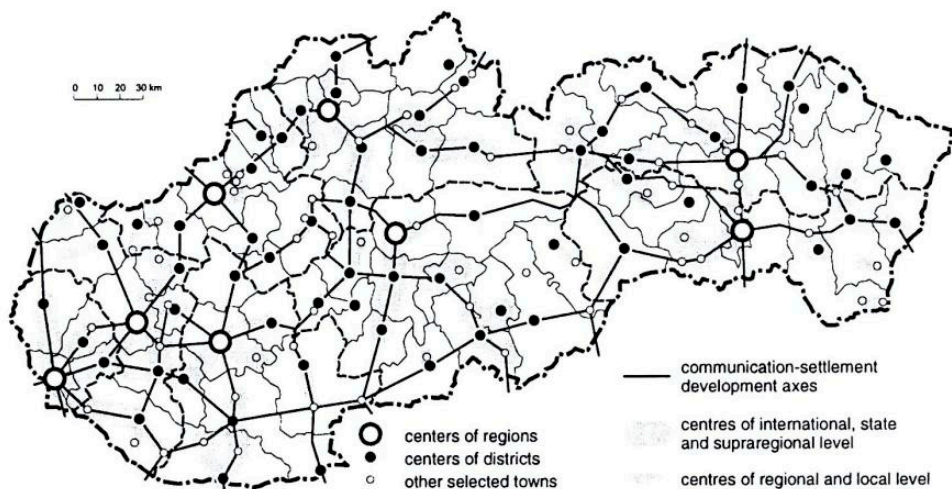 0 10 20 30 km
centers of regions
centers of districts
other selected towns
communication-settlement
development axes
centres of international, state
and supraregional level
centres of regional and local level